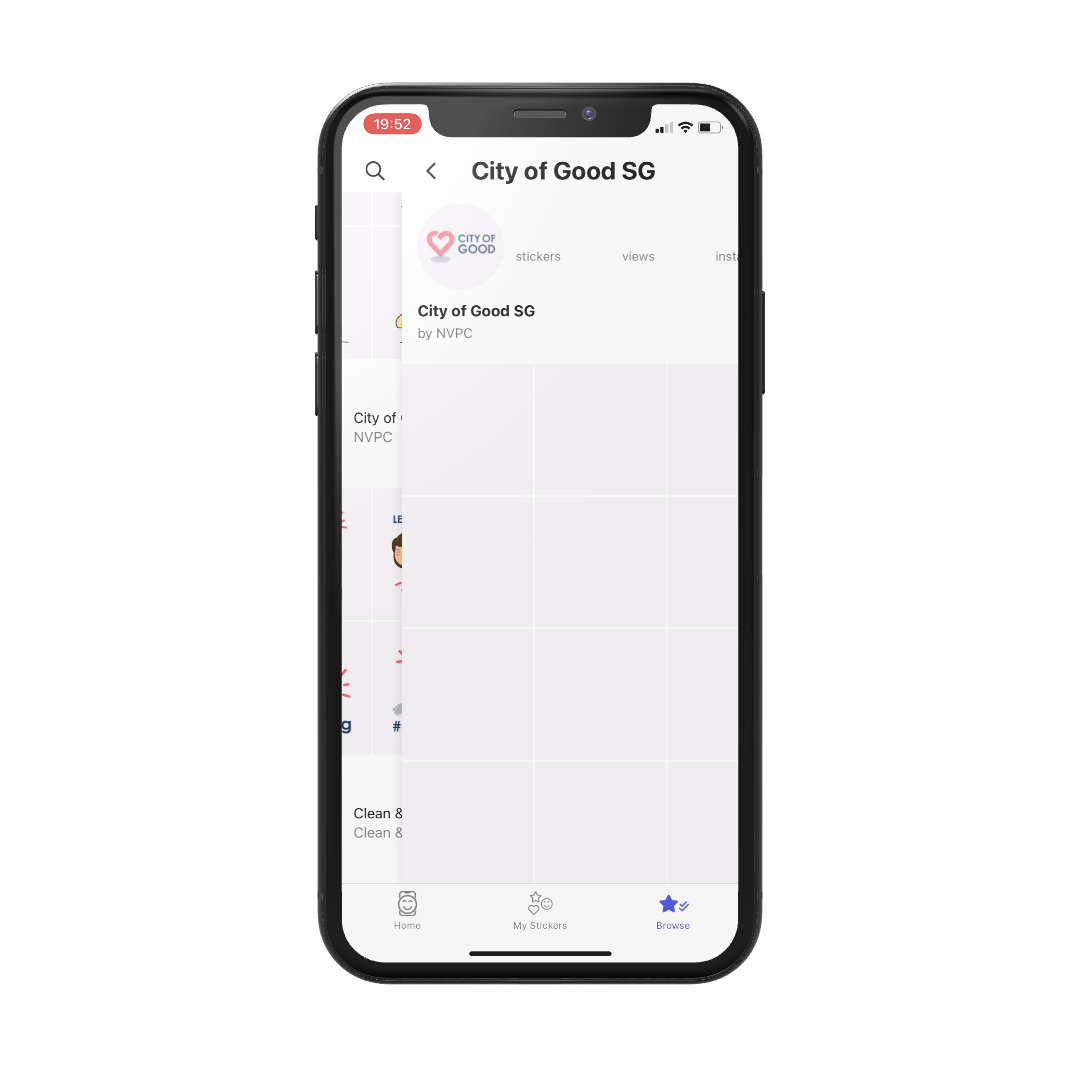 19:52
City of Good SG
CITY OF
GOOD
stickers
views
insta
City of Good SG
by NVPC
City of
NVPC
LE
g
#
Clean &
Clean &
Home
My Stickers
Browse